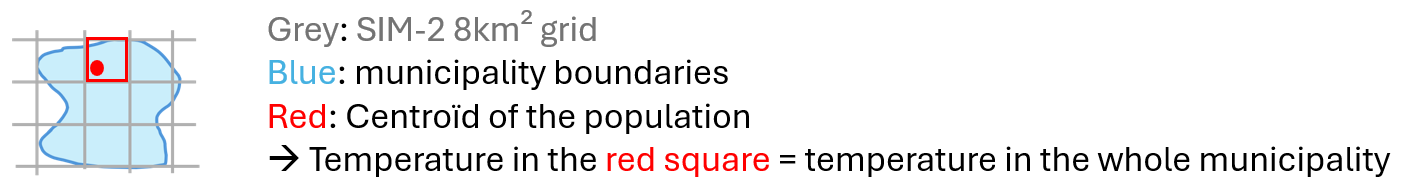 Grey: SIM-2 8km² grid
Blue: municipality boundaries
Red: Centroïd of the population
→ Temperature in the red square = temperature in the whole municipality